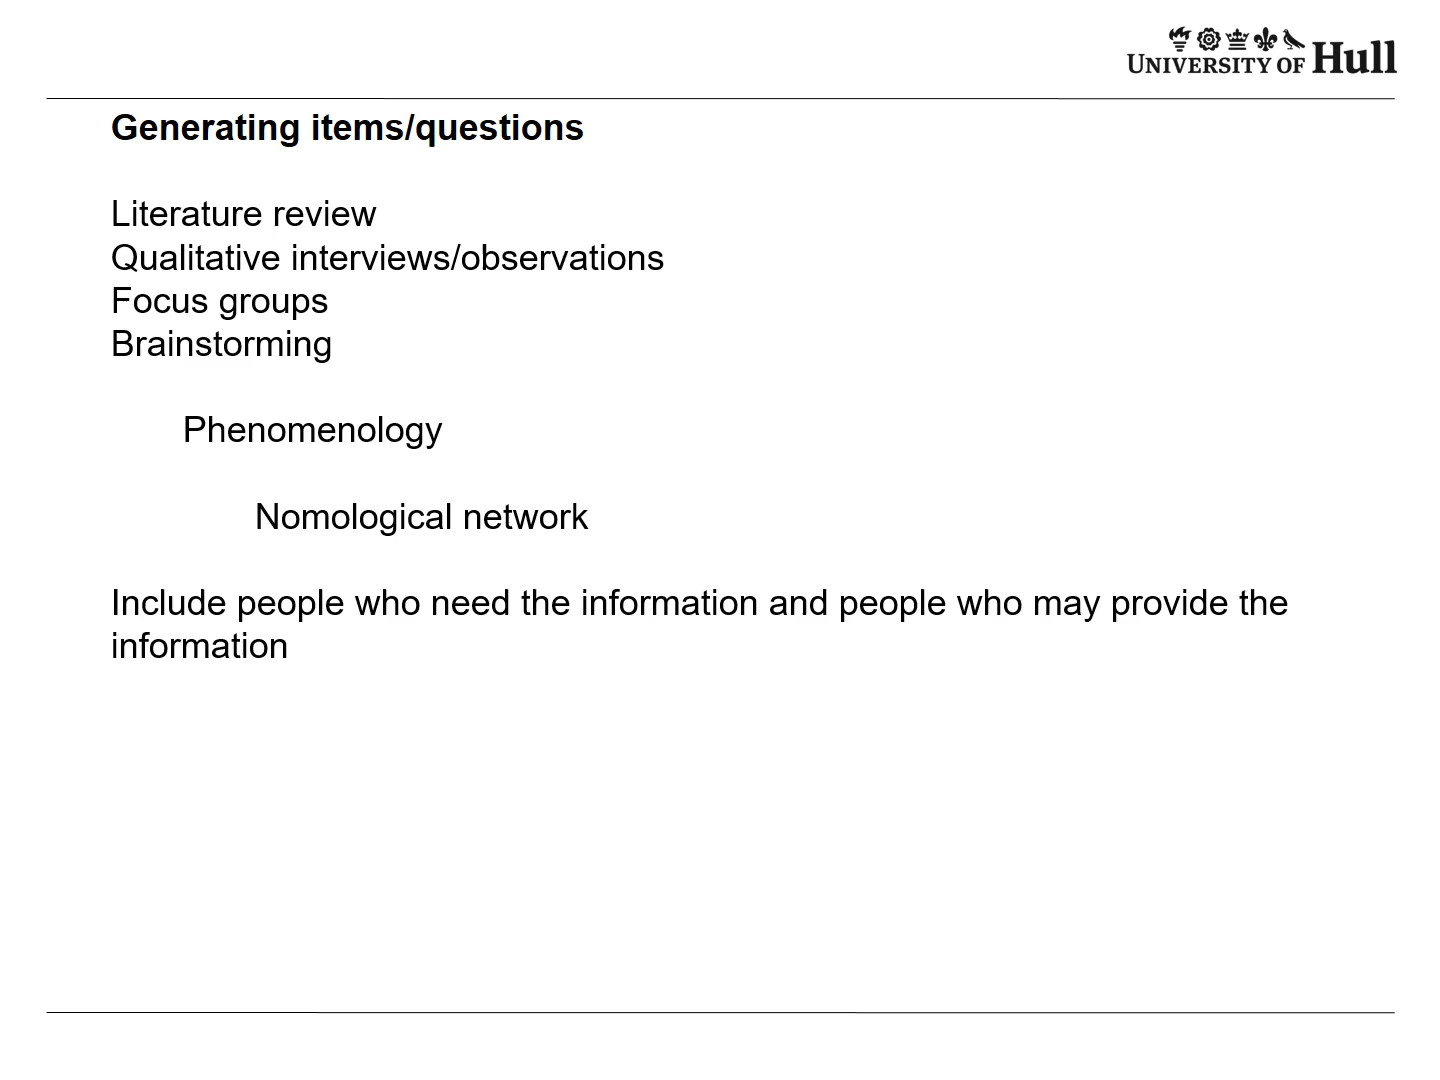 UNIVERSITY OF Hull
Generating items/questions
Literature review
Qualitative interviews/observations
Focus groups
Brainstorming
Phenomenology
Nomological network
Include people who need the information and people who may provide the
information